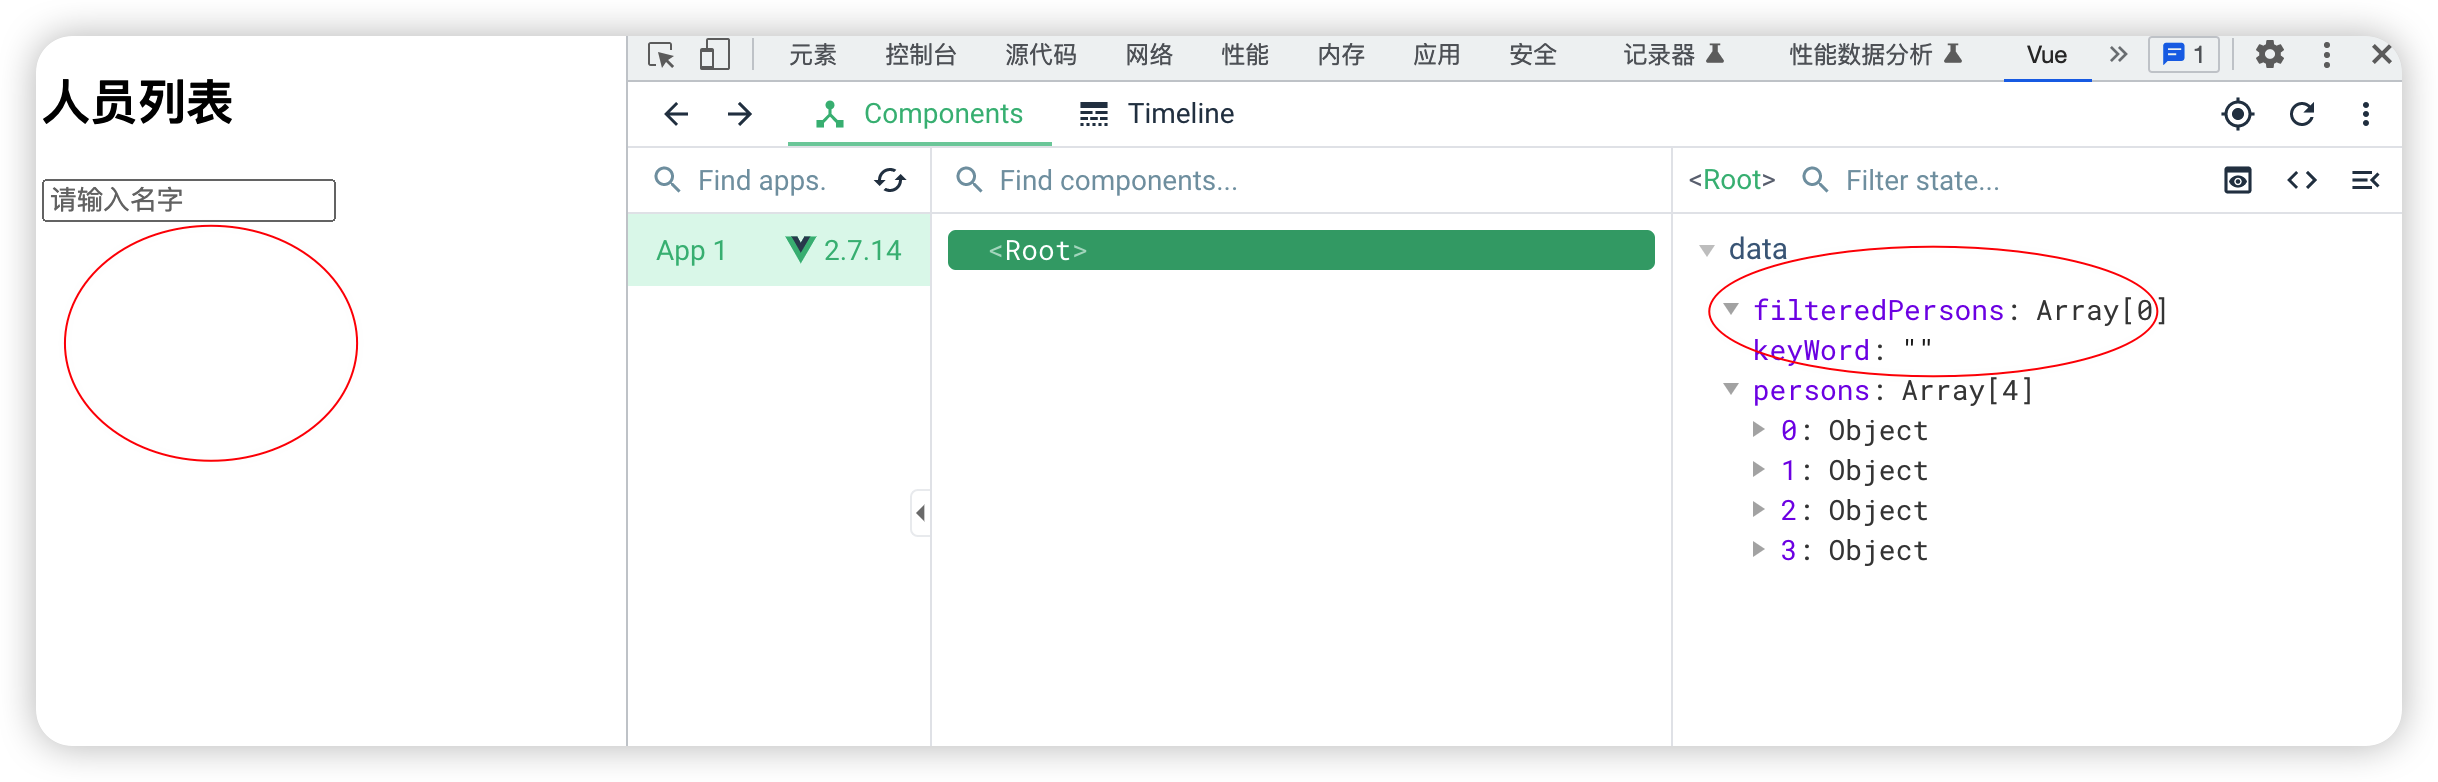 人员列表
请输入名字
元素 控制台 源代码 网络 性能 内存 应用 安全 记录器 性能数据分析 Vue 1
Components Timeline
Find apps. Find components... <Root> Filter state...
App 1 2.7.14
<Root>
data
filteredPersons: Array[0]
keyWord: ""
persons: Array[4]
0: Object
1: Object
2: Object
3: Object